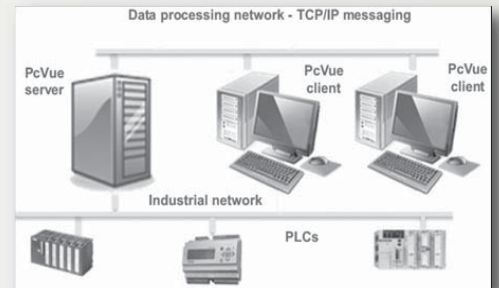 Data processing network - TCP/IP messaging
PcVue
server
PcVue
client
PcVue
client
Industrial network
PLCs